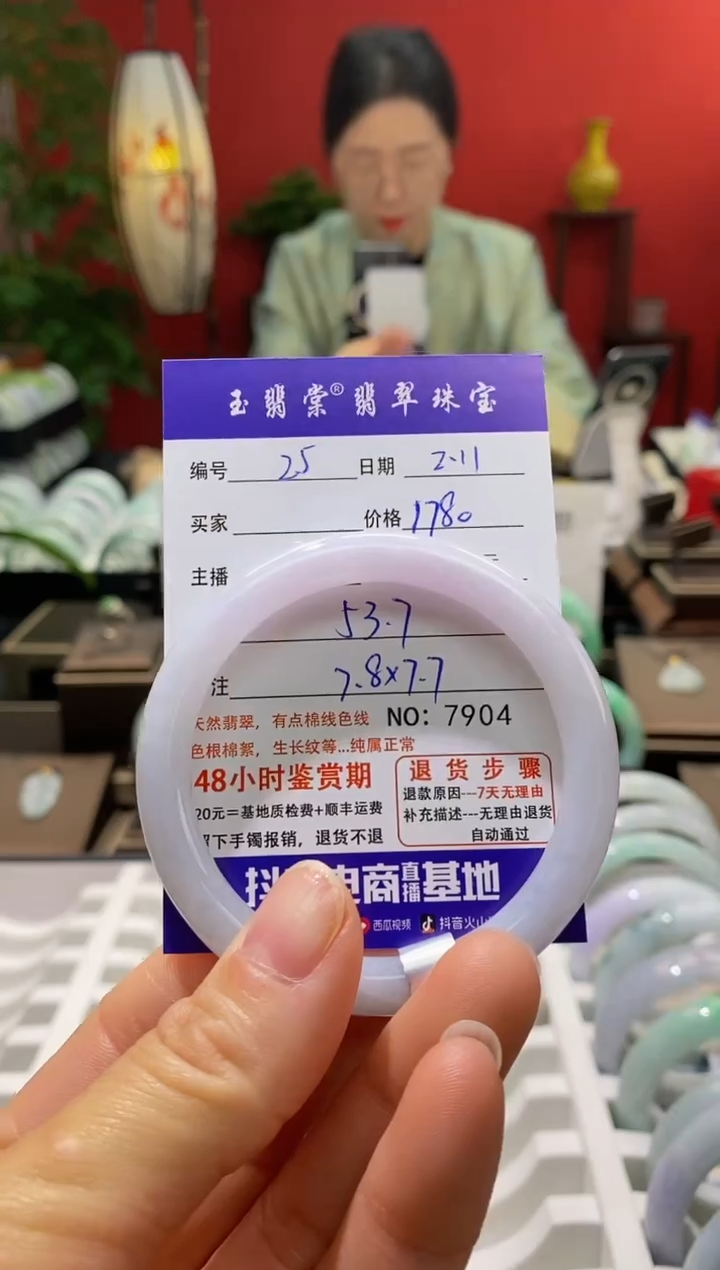 玉翡棠®翡翠珠宝
编号 25 日期 2.11
买家 价格 1780
主播
53.7
注 7.8×7.7
天然翡翠，有点棉线色线 NO：7904
色根棉絮，生长纹等...纯属正常
48小时鉴赏期
20元＝基地质检费+顺丰运费
下手镯报销，退货不退
退货步骤
退款原因---7天无理由
补充描述---无理由退货
自动通过
抖 电商直播基地
西瓜视频 抖音火山